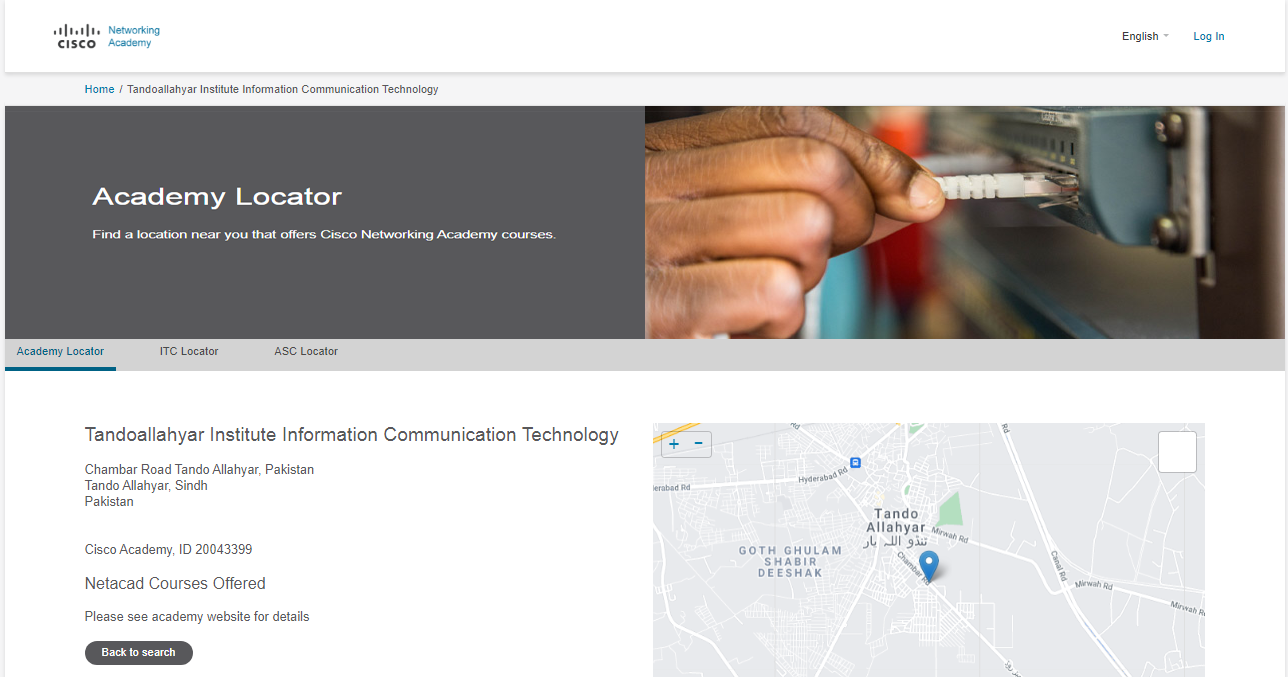 CISCO
Networking
Academy
English
Log In
Home / Tandoallahyar Institute Information Communication Technology
Academy Locator
Find a location near you that offers Cisco Networking Academy courses.
Academy Locator
ITC Locator
ASC Locator
Tandoallahyar Institute Information Communication Technology
Chambar Road Tando Allahyar, Pakistan
Tando Allahyar, Sindh
Pakistan
Cisco Academy, ID 20043399
Netacad Courses Offered
Please see academy website for details
Back to search
+ −
Rd
Rd
Hyderabad Rd
erabad Rd
Tando
Allahyar
تنڈو اللہ یار
Mirwah Rd
GOTH GHULAM
SHABIR
DEESHAK
Chambar Rd
Canal Rd
Mirwah Rd
Mirwah R